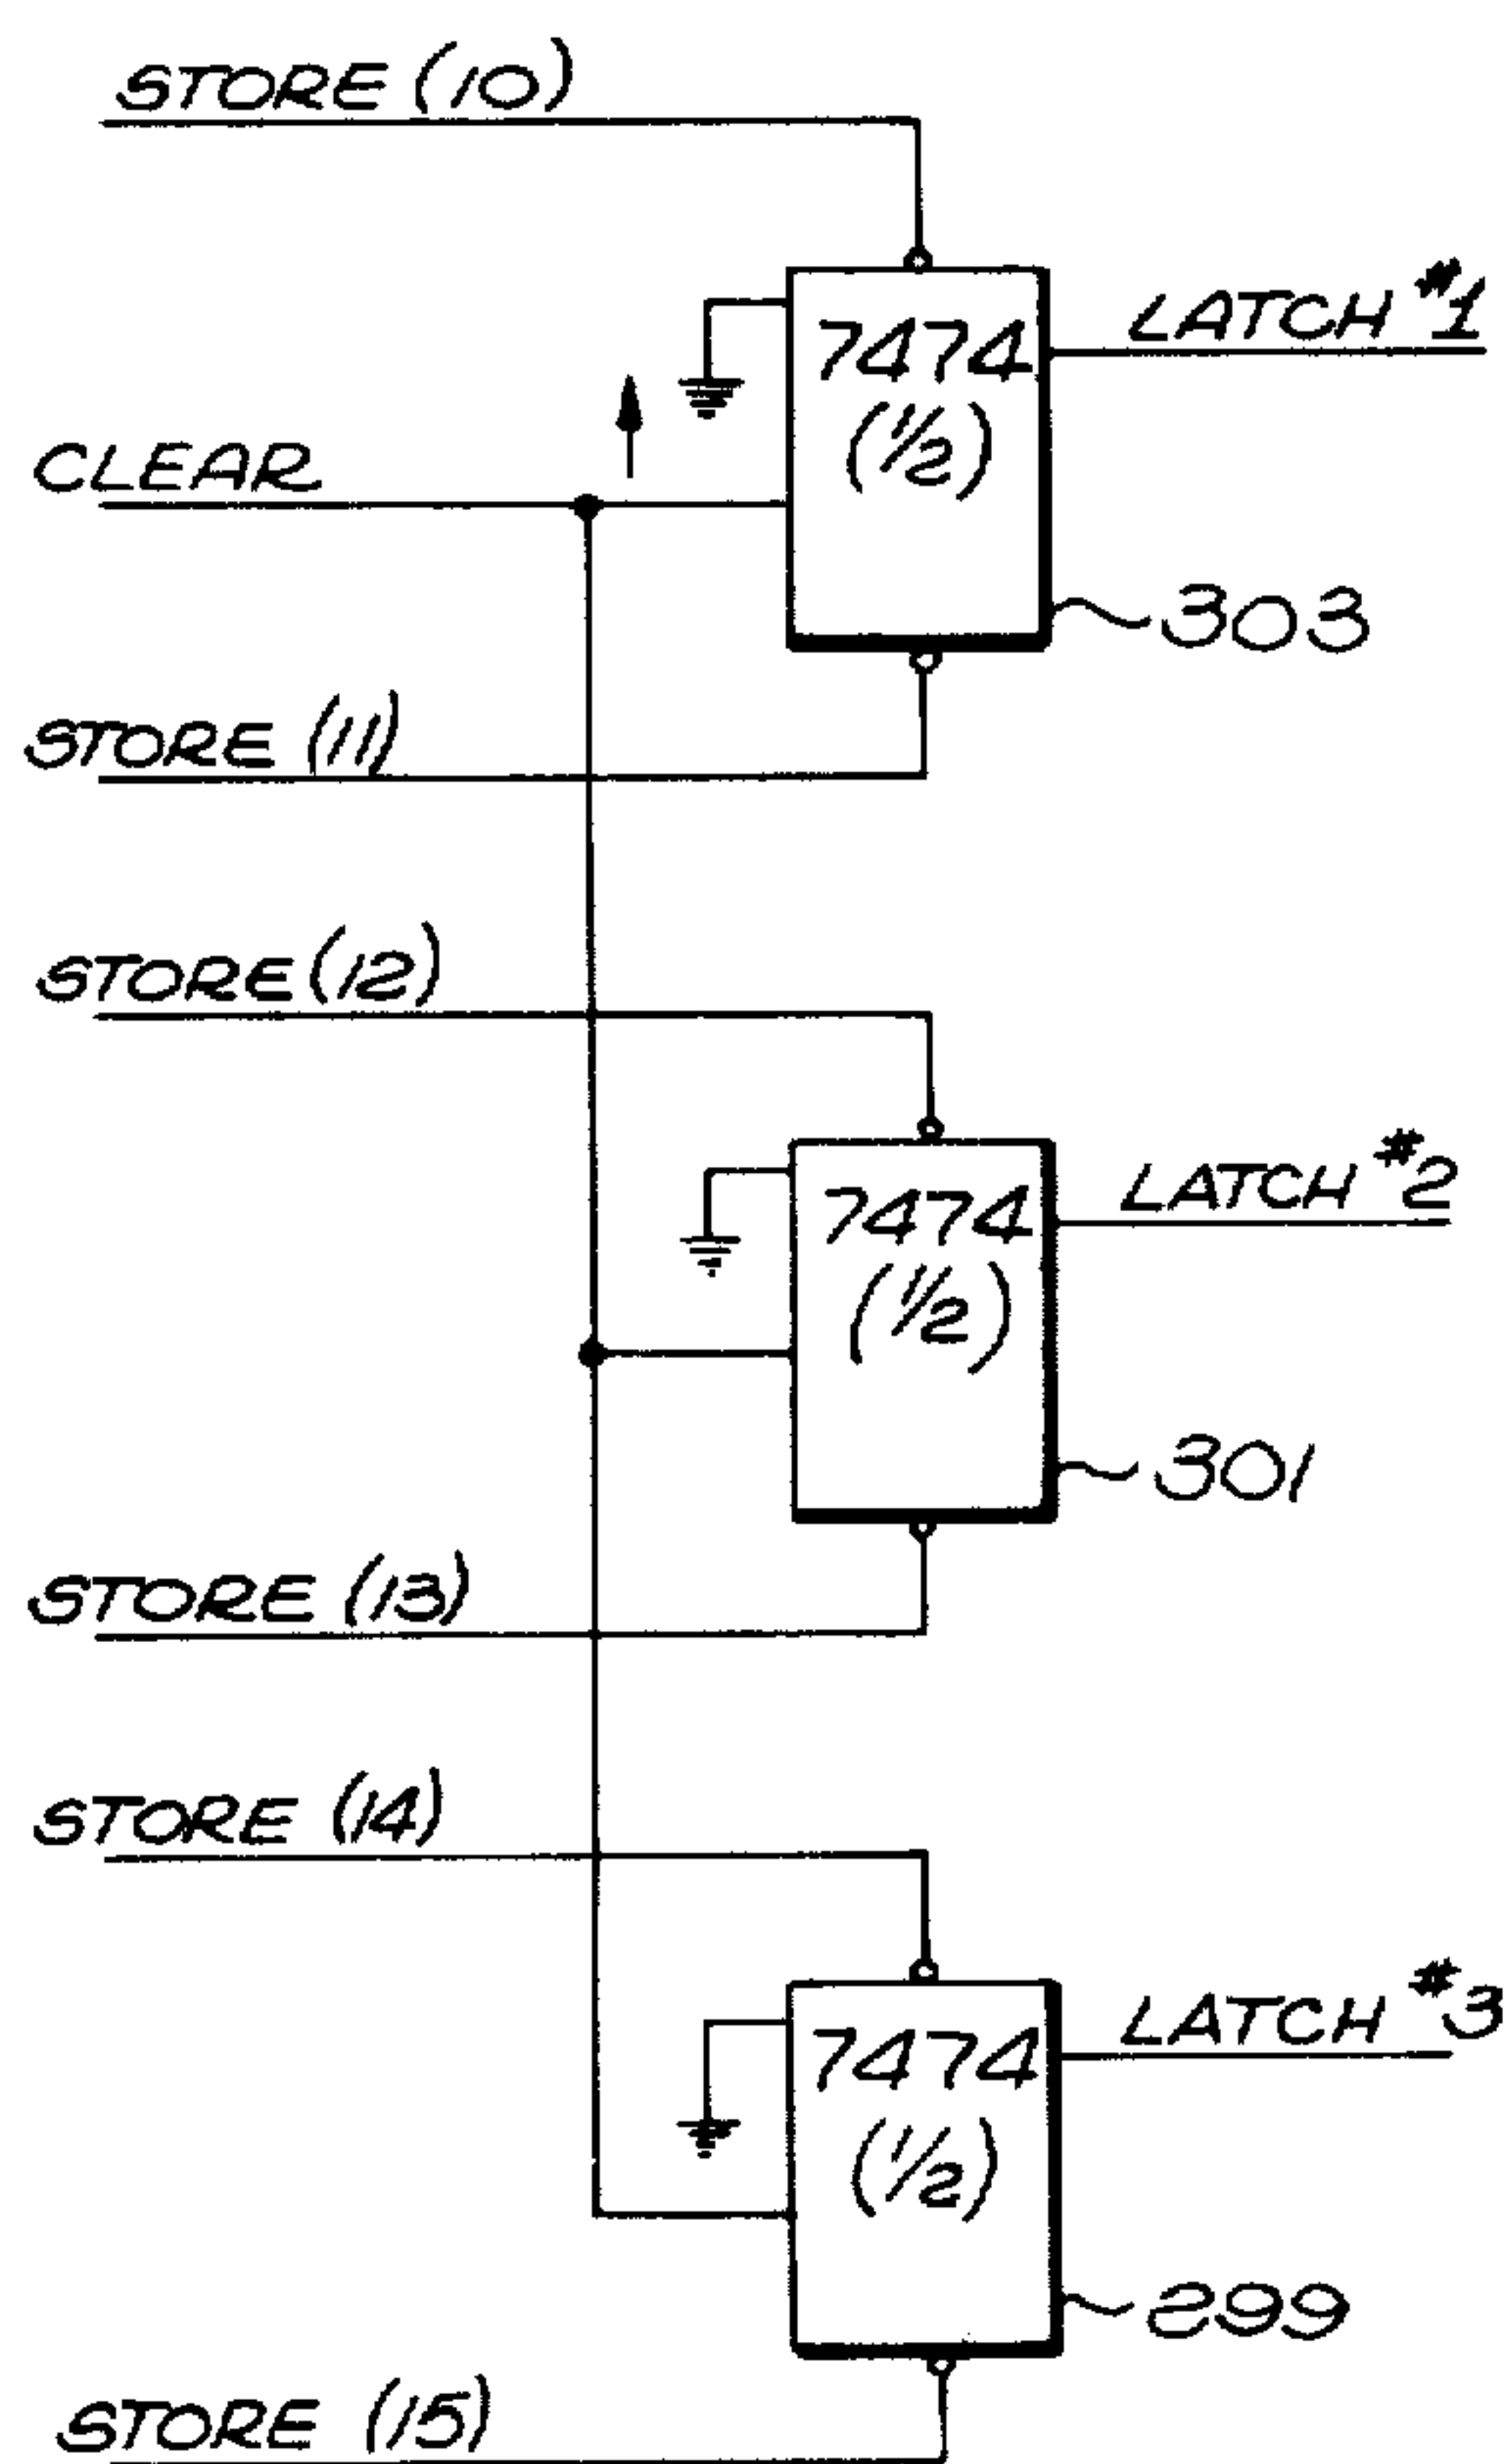 STORE (10)
7474
(1/2)
LATCH #1
CLEAR
303
STORE (11)
STORE (12)
7474
(1/2)
LATCH #2
301
STORE (13)
STORE (14)
7474
(1/2)
LATCH #3
299
STORE (15)